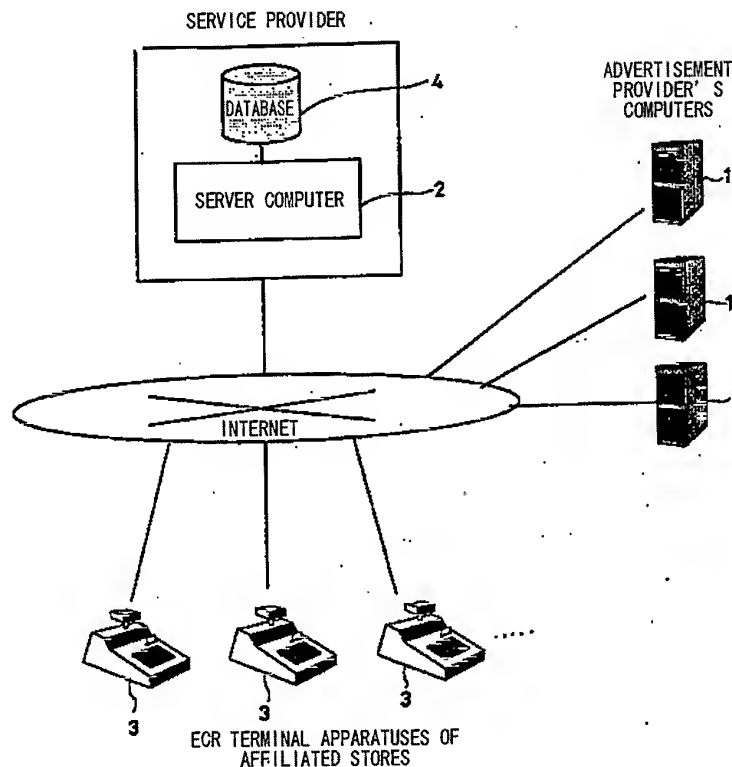 SERVICE PROVIDER
DATABASE
4
SERVER COMPUTER
2
ADVERTISEMENT
PROVIDER'S
COMPUTERS
1
1
INTERNET
3
3
3
.....
ECR TERMINAL APPARATUSES OF
AFFILIATED STORES